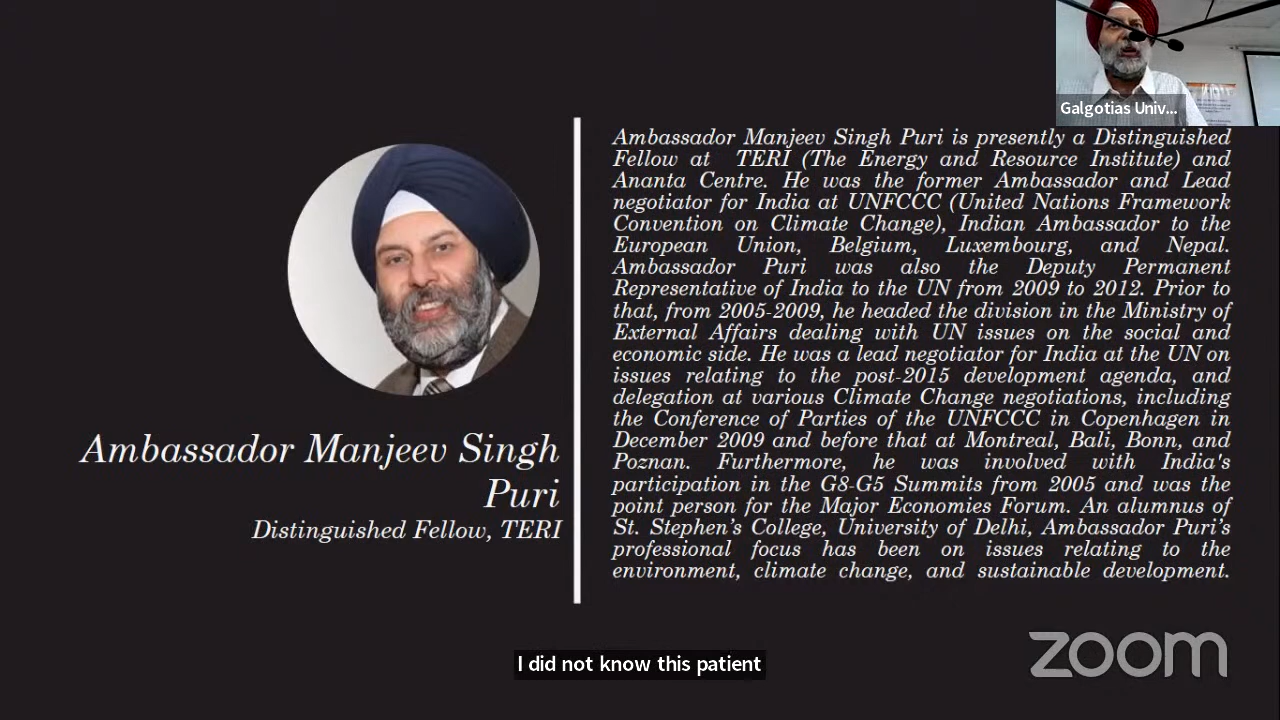 Galgotias Univ...
Ambassador Manjeev Singh Puri is presently a Distinguished
Fellow at TERI (The Energy and Resource Institute) and
Ananta Centre. He was the former Ambassador and Lead
negotiator for India at UNFCCC (United Nations Framework
Convention on Climate Change), Indian Ambassador to the
European Union, Belgium, Luxembourg, and Nepal.
Ambassador Puri was also the Deputy Permanent
Representative of India to the UN from 2009 to 2012. Prior to
that, from 2005-2009, he headed the division in the Ministry of
External Affairs dealing with UN issues on the social and
economic side. He was a lead negotiator for India at the UN on
issues relating to the post-2015 development agenda, and
delegation at various Climate Change negotiations, including
the Conference of Parties of the UNFCCC in Copenhagen in
December 2009 and before that at Montreal, Bali, Bonn, and
Poznan. Furthermore, he was involved with India's
participation in the G8-G5 Summits from 2005 and was the
point person for the Major Economies Forum. An alumnus of
St. Stephen’s College, University of Delhi, Ambassador Puri’s
professional focus has been on issues relating to the
environment, climate change, and sustainable development.
Ambassador Manjeev Singh
Puri
Distinguished Fellow, TERI
I did not know this patient
zoom